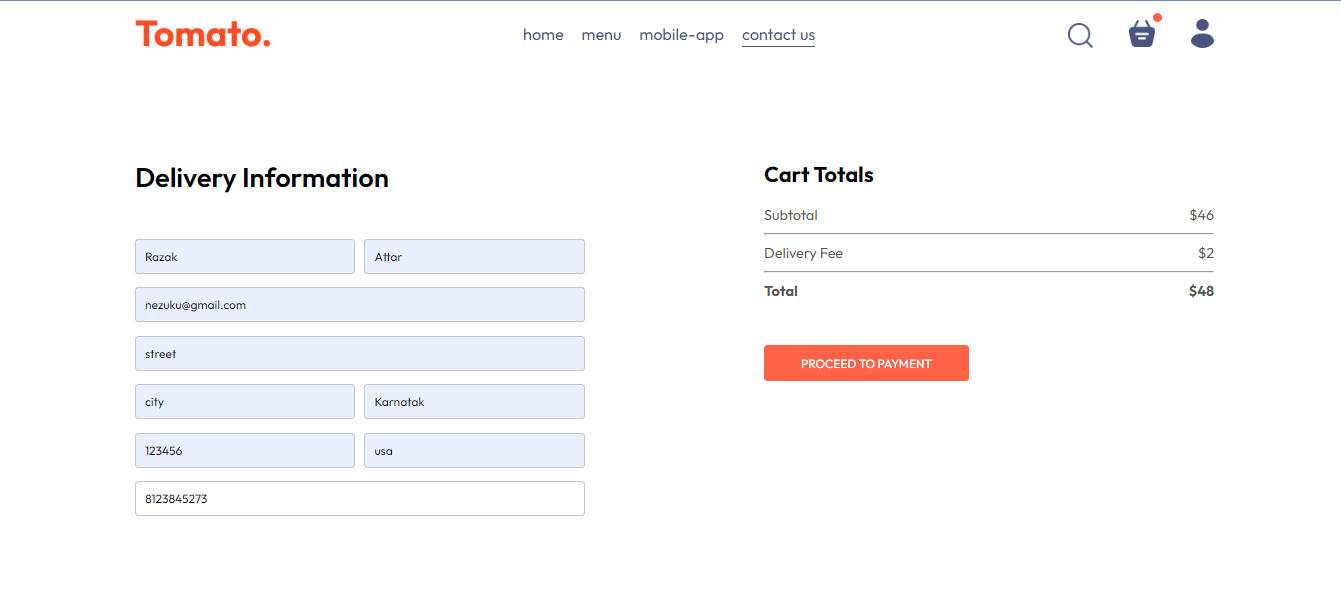 Tomato.
home menu mobile-app contact us
Delivery Information
Razak Attar
nezuku@gmail.com
street
city Karnatak
123456 usa
8123845273
Cart Totals
Subtotal $46
Delivery Fee $2
Total $48
PROCEED TO PAYMENT